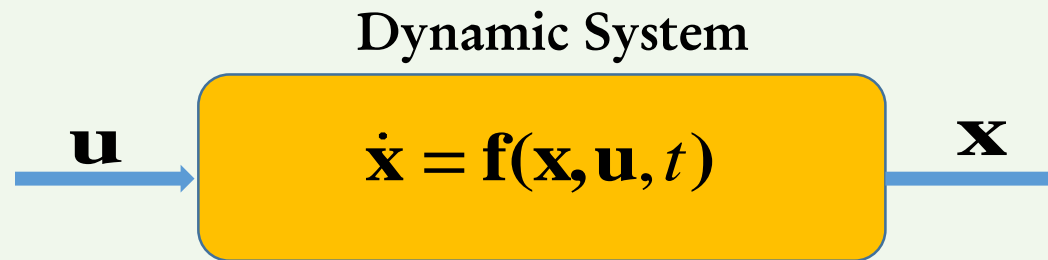 Dynamic System
u
ẋ = f(x,u,t)
x